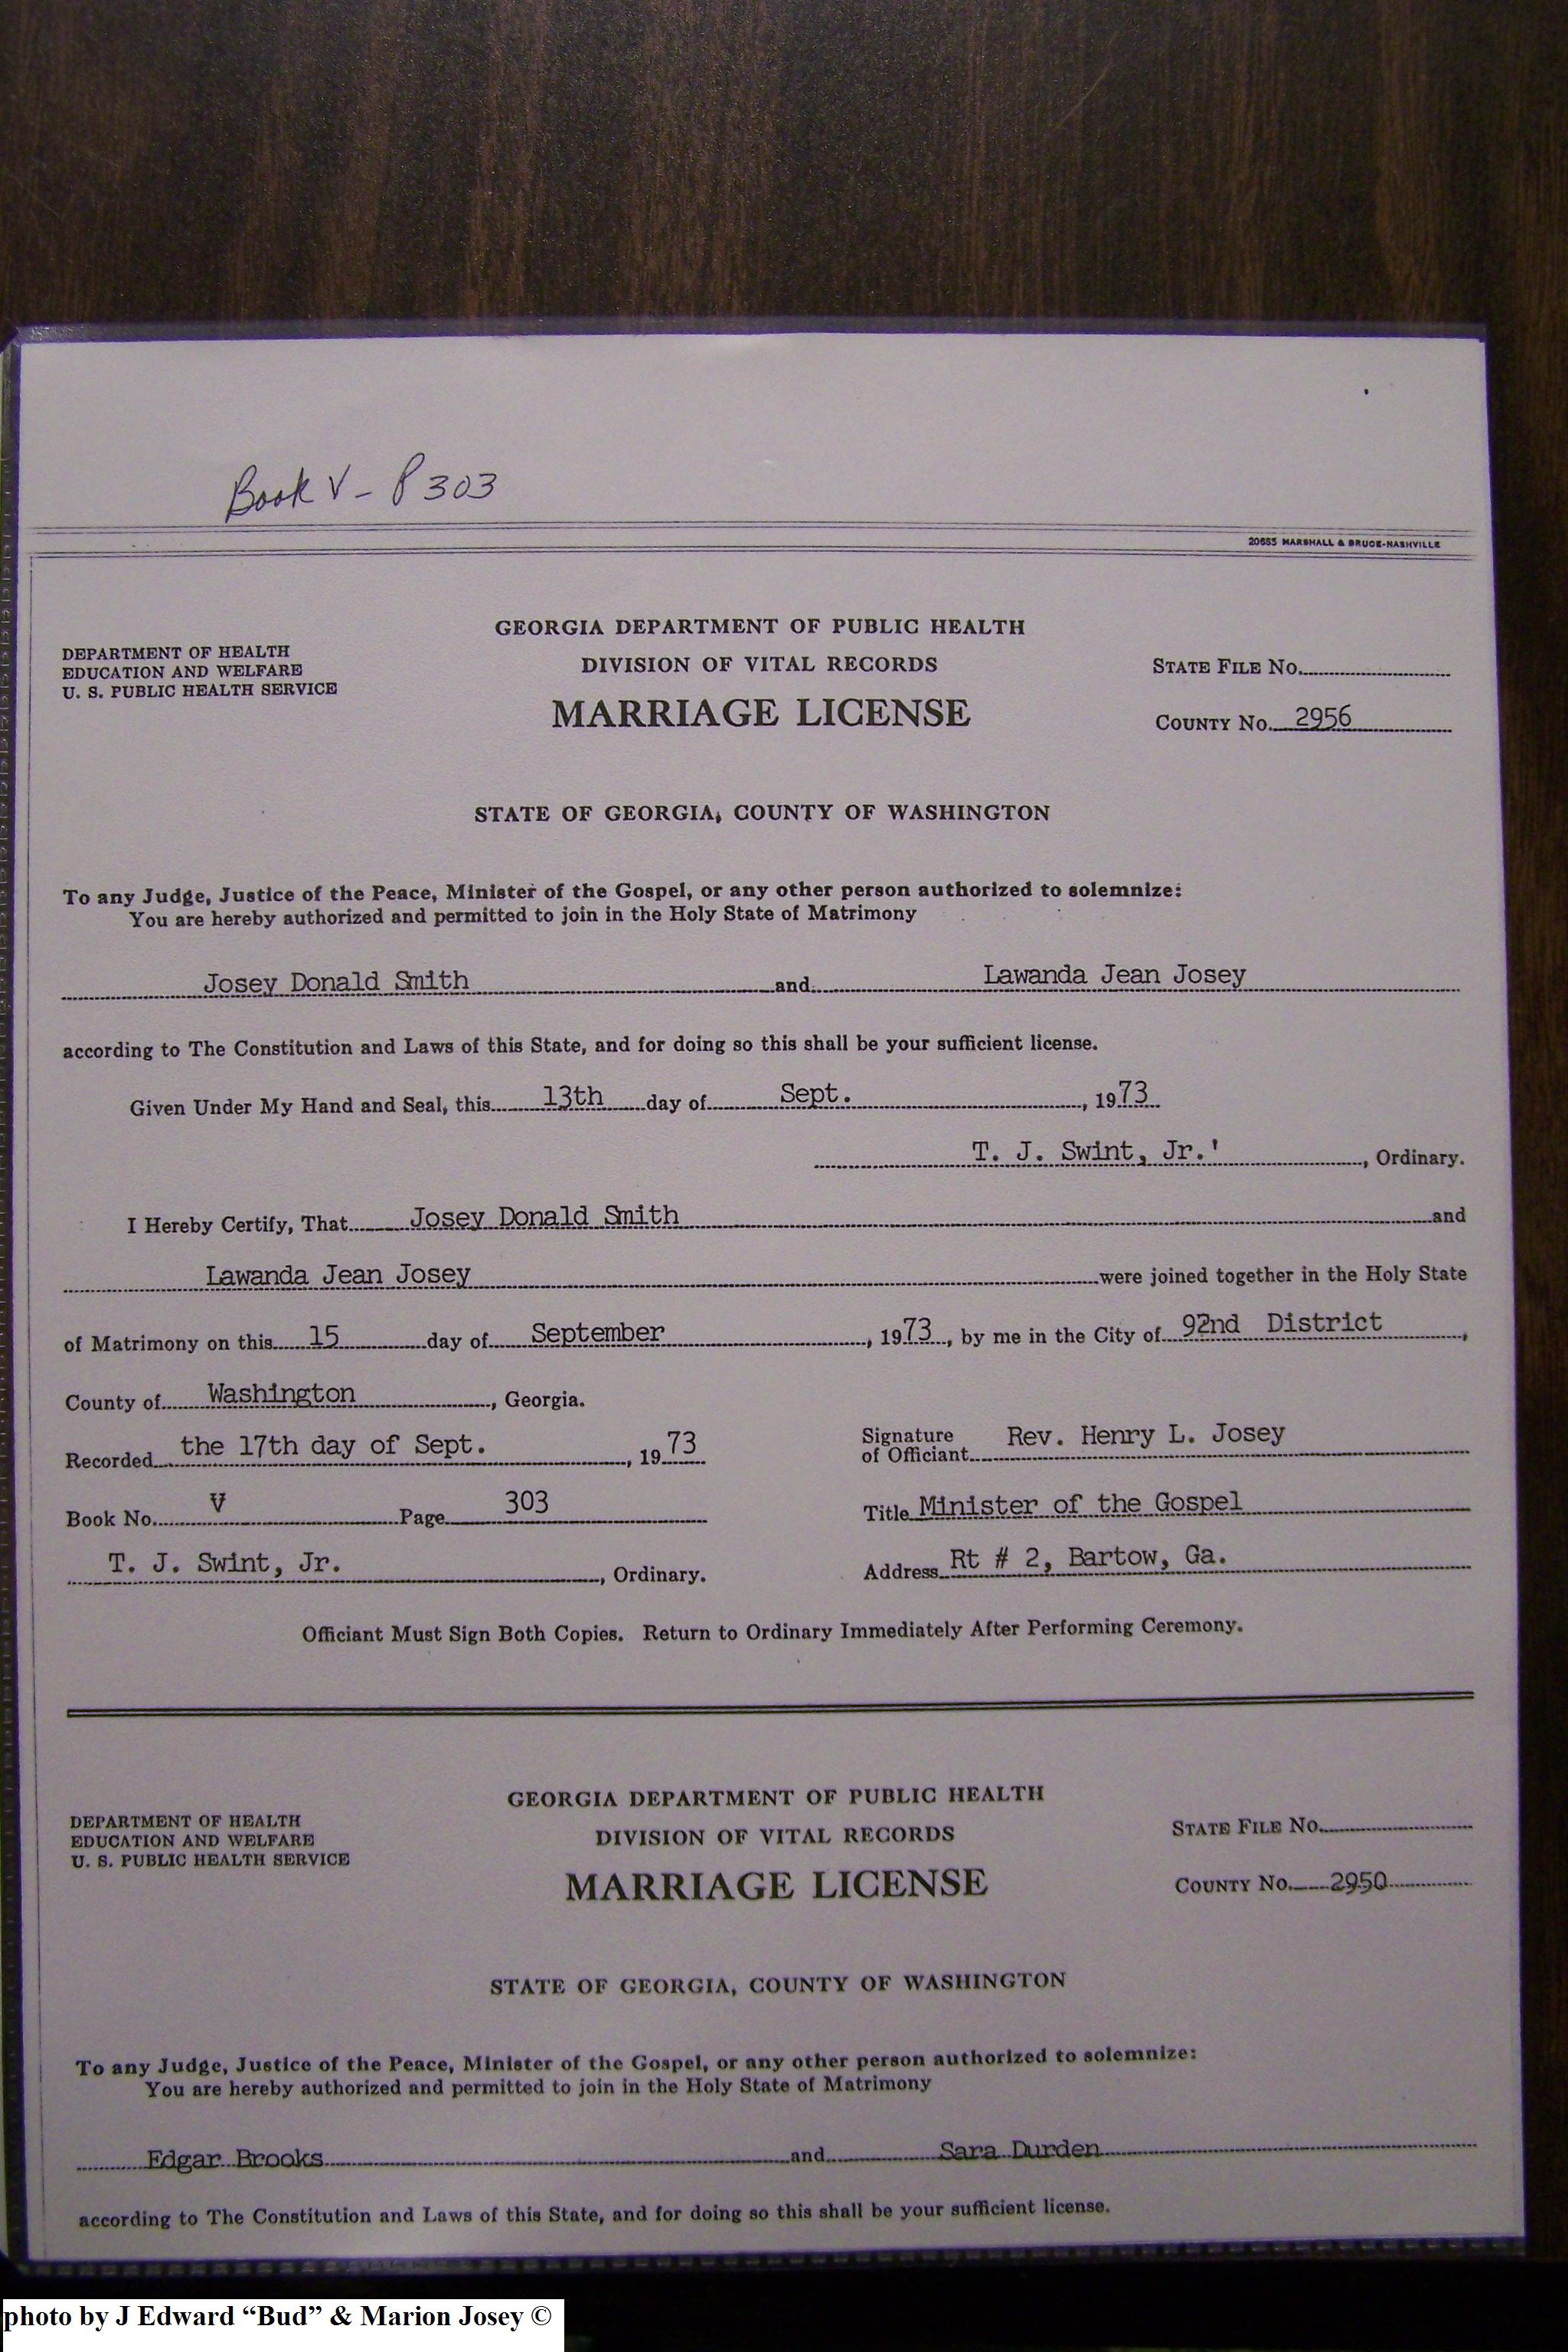 Book V - P 303
20685 MARSHALL & BRUCE-NASHVILLE
DEPARTMENT OF HEALTH
EDUCATION AND WELFARE
U. S. PUBLIC HEALTH SERVICE
GEORGIA DEPARTMENT OF PUBLIC HEALTH
DIVISION OF VITAL RECORDS
MARRIAGE LICENSE
STATE FILE NO.
COUNTY NO. 2956
STATE OF GEORGIA, COUNTY OF WASHINGTON
To any Judge, Justice of the Peace, Minister of the Gospel, or any other person authorized to solemnize:
You are hereby authorized and permitted to join in the Holy State of Matrimony
Josey Donald Smith and Lawanda Jean Josey
according to The Constitution and Laws of this State, and for doing so this shall be your sufficient license.
Given Under My Hand and Seal, this 13th day of Sept. , 1973
T. J. Swint, Jr.' , Ordinary.
I Hereby Certify, That Josey Donald Smith and
Lawanda Jean Josey were joined together in the Holy State
of Matrimony on this 15 day of September , 1973 , by me in the City of 92nd District ,
County of Washington , Georgia.
Recorded the 17th day of Sept. , 1973
Signature of Officiant Rev. Henry L. Josey
Book No. V Page 303
Title Minister of the Gospel
T. J. Swint, Jr. , Ordinary.
Address Rt # 2, Bartow, Ga.
Officiant Must Sign Both Copies. Return to Ordinary Immediately After Performing Ceremony.
DEPARTMENT OF HEALTH
EDUCATION AND WELFARE
U. S. PUBLIC HEALTH SERVICE
GEORGIA DEPARTMENT OF PUBLIC HEALTH
DIVISION OF VITAL RECORDS
MARRIAGE LICENSE
STATE FILE NO.
COUNTY NO. 2950
STATE OF GEORGIA, COUNTY OF WASHINGTON
To any Judge, Justice of the Peace, Minister of the Gospel, or any other person authorized to solemnize:
You are hereby authorized and permitted to join in the Holy State of Matrimony
Edgar Brooks and Sara Durden
according to The Constitution and Laws of this State, and for doing so this shall be your sufficient license.
photo by J Edward “Bud” & Marion Josey ©